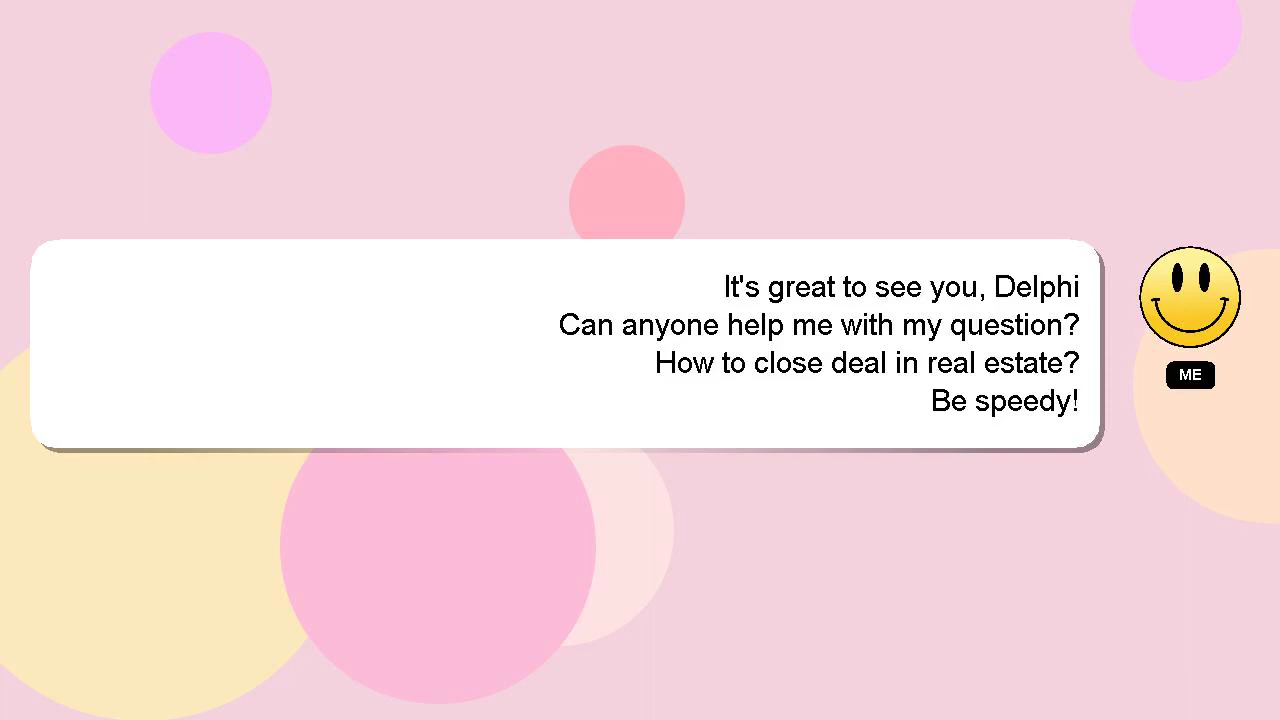 It's great to see you, Delphi
Can anyone help me with my question?
How to close deal in real estate?
Be speedy!
ME